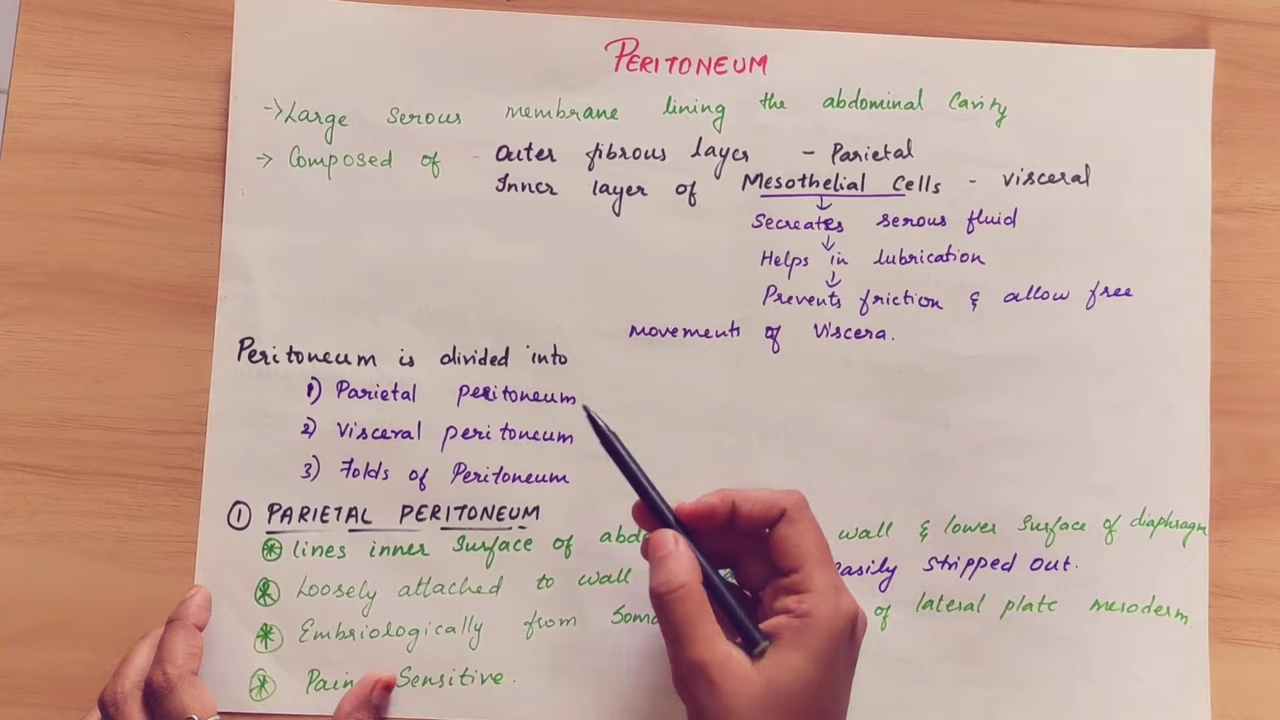 PERITONEUM
→ Large serous membrane lining the abdominal Cavity
→ Composed of - Outer fibrous layer - Parietal
Inner layer of Mesothelial Cells - visceral
↓
Secreates serous fluid
↓
Helps in lubrication
↓
Prevents friction & allow free
movements of viscera.
Peritoneum is divided into
1) Parietal peritoneum
2) Visceral peritoneum
3) Folds of Peritoneum
① PARIETAL PERITONEUM
lines inner surface of wall & lower surface of diaphragm
Loosely attached to wall easily stripped out.
Embriologically from of lateral plate mesoderm.
Pain Sensitive.